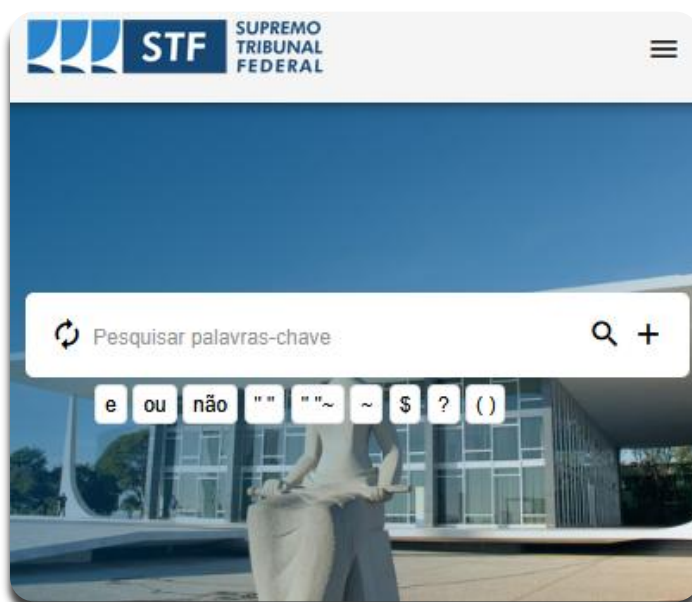 STF
SUPREMO
TRIBUNAL
FEDERAL
Pesquisar palavras-chave
e ou não " " " "~ ~ $ ? ( )